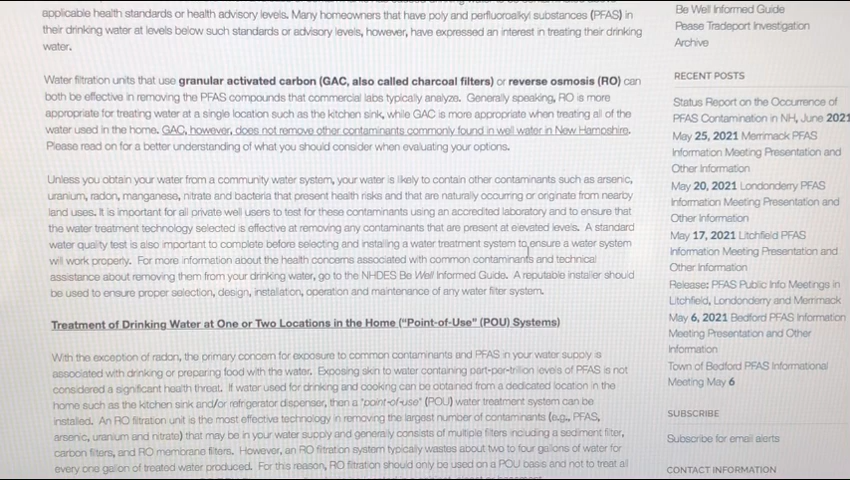 applicable health standards or health advisory levels. Many homeowners that have poly and perfluoroalkyl substances (PFAS) in
their drinking water at levels below such standards or advisory levels, however, have expressed an interest in treating their drinking
water.
Water filtration units that use granular activated carbon (GAC, also called charcoal filters) or reverse osmosis (RO) can
both be effective in removing the PFAS compounds that commercial labs typically analyze. Generally speaking, RO is more
appropriate for treating water at a single location such as the kitchen sink, while GAC is more appropriate when treating all of the
water used in the home. GAC, however, does not remove other contaminants commonly found in well water in New Hampshire.
Please read on for a better understanding of what you should consider when evaluating your options.
Unless you obtain your water from a community water system, your water is likely to contain other contaminants such as arsenic,
uranium, radon, manganese, nitrate and bacteria that present health risks and that are naturally occurring or originate from nearby
land uses. It is important for all private well users to test for these contaminants using an accredited laboratory and to ensure that
the water treatment technology selected is effective at removing any contaminants that are present at elevated levels. A standard
water quality test is also important to complete before selecting and installing a water treatment system to ensure a water system
will work properly. For more information about the health concerns associated with common contaminants and technical
assistance about removing them from your drinking water, go to the NHDES Be Well Informed Guide. A reputable installer should
be used to ensure proper selection, design, installation, operation and maintenance of any water filter system.
Treatment of Drinking Water at One or Two Locations in the Home ("Point-of-Use" (POU) Systems)
With the exception of radon, the primary concern for exposure to common contaminants and PFAS in your water supply is
associated with drinking or preparing food with the water. Exposing skin to water containing part-per-trillion levels of PFAS is not
considered a significant health threat. If water used for drinking and cooking can be obtained from a dedicated location in the
home such as the kitchen sink and/or refrigerator dispenser, then a "point-of-use" (POU) water treatment system can be
installed. An RO filtration unit is the most effective technology in removing the largest number of contaminants (e.g., PFAS,
arsenic, uranium and nitrate) that may be in your water supply and generally consists of multiple filters including a sediment filter,
carbon filters, and RO membrane filters. However, an RO filtration system typically wastes about two to four gallons of water for
every one gallon of treated water produced. For this reason, RO filtration should only be used on a POU basis and not to treat all
Be Well Informed Guide
Pease Tradeport Investigation
Archive
RECENT POSTS
Status Report on the Occurrence of
PFAS Contamination in NH, June 2021
May 25, 2021 Merrimack PFAS
Information Meeting Presentation and
Other Information
May 20, 2021 Londonderry PFAS
Information Meeting Presentation and
Other Information
May 17, 2021 Litchfield PFAS
Information Meeting Presentation and
Other Information
Release: PFAS Public Info Meetings in
Litchfield, Londonderry and Merrimack
May 6, 2021 Bedford PFAS Information
Meeting Presentation and Other
Information
Town of Bedford PFAS Informational
Meeting May 6
SUBSCRIBE
Subscribe for email alerts
CONTACT INFORMATION